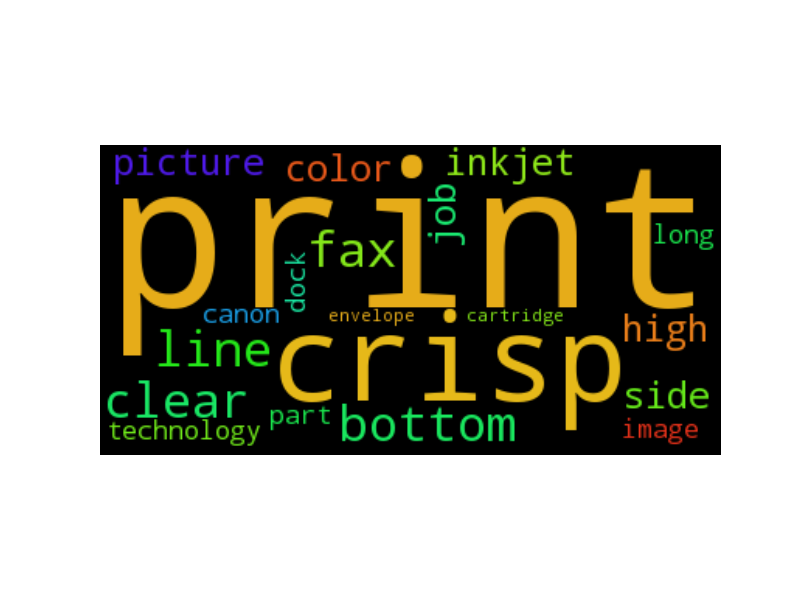 picture color inkjet
print
job
long
fax
dock
canon envelope cartridge high
line crisp
clear side
technology part bottom image